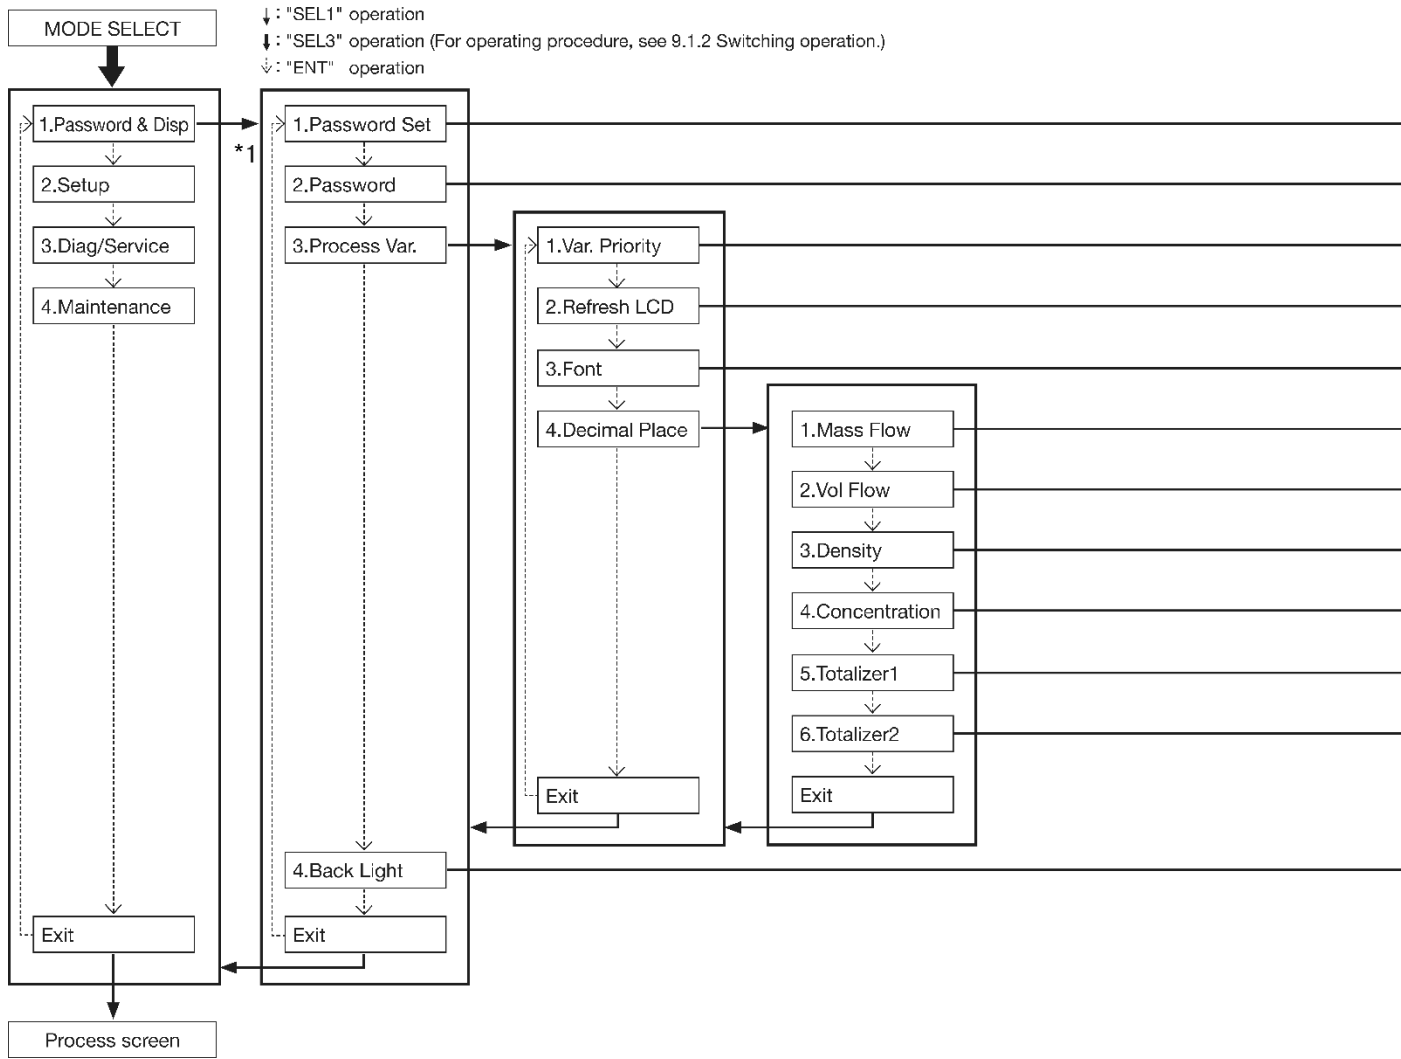 MODE SELECT
: "SEL1" operation
: "SEL3" operation (For operating procedure, see 9.1.2 Switching operation.)
: "ENT" operation
1.Password & Disp
*1
2.Setup
3.Diag/Service
4.Maintenance
Exit
Process screen
1.Password Set
2.Password
3.Process Var.
4.Back Light
Exit
1.Var. Priority
2.Refresh LCD
3.Font
4.Decimal Place
Exit
1.Mass Flow
2.Vol Flow
3.Density
4.Concentration
5.Totalizer1
6.Totalizer2
Exit